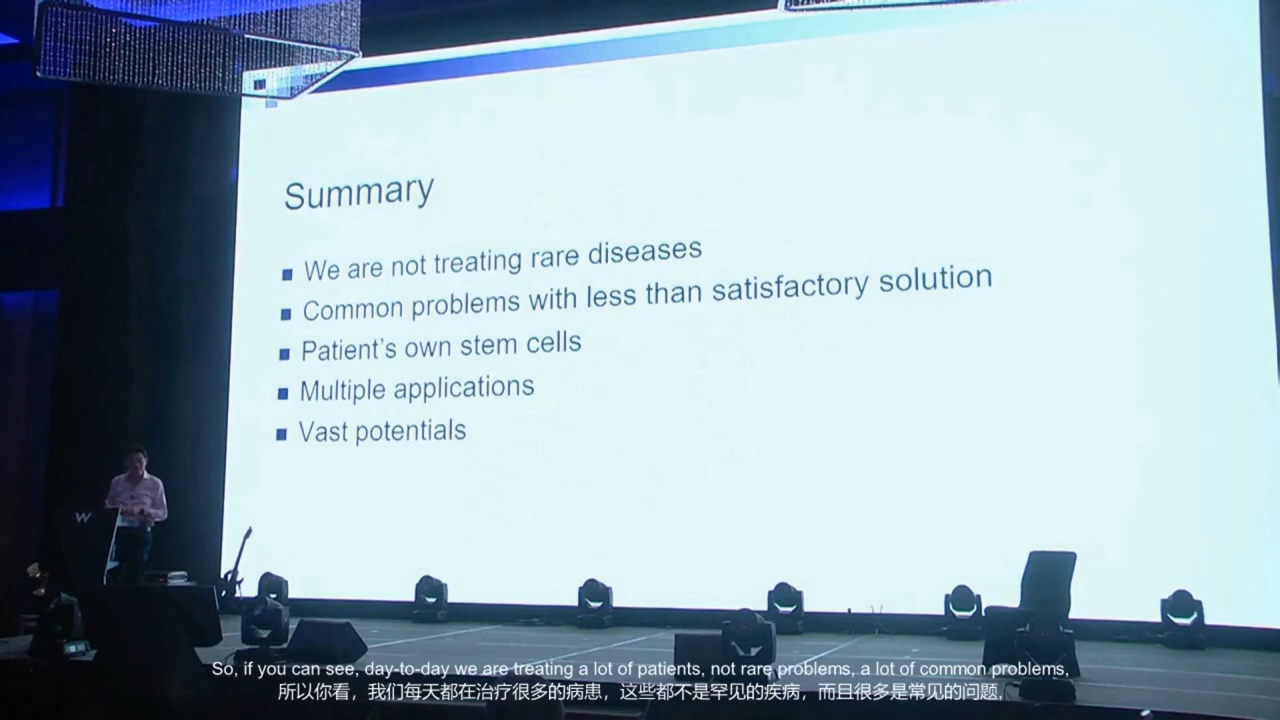 Summary
We are not treating rare diseases
Common problems with less than satisfactory solution
Patient’s own stem cells
Multiple applications
Vast potentials
W
So, if you can see, day-to-day we are treating a lot of patients, not rare problems, a lot of common problems,
所以你看，我们每天都在治疗很多的病患，这些都不是罕见的疾病，而且很多是常见的问题，